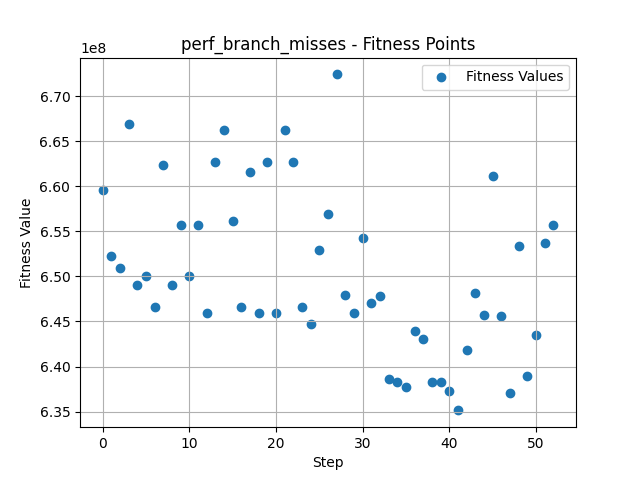 perf_branch_misses - Fitness Points
1e8
Fitness Values
6.70
6.65
6.60
6.55
6.50
6.45
6.40
6.35
Fitness Value
0 10 20 30 40 50
Step